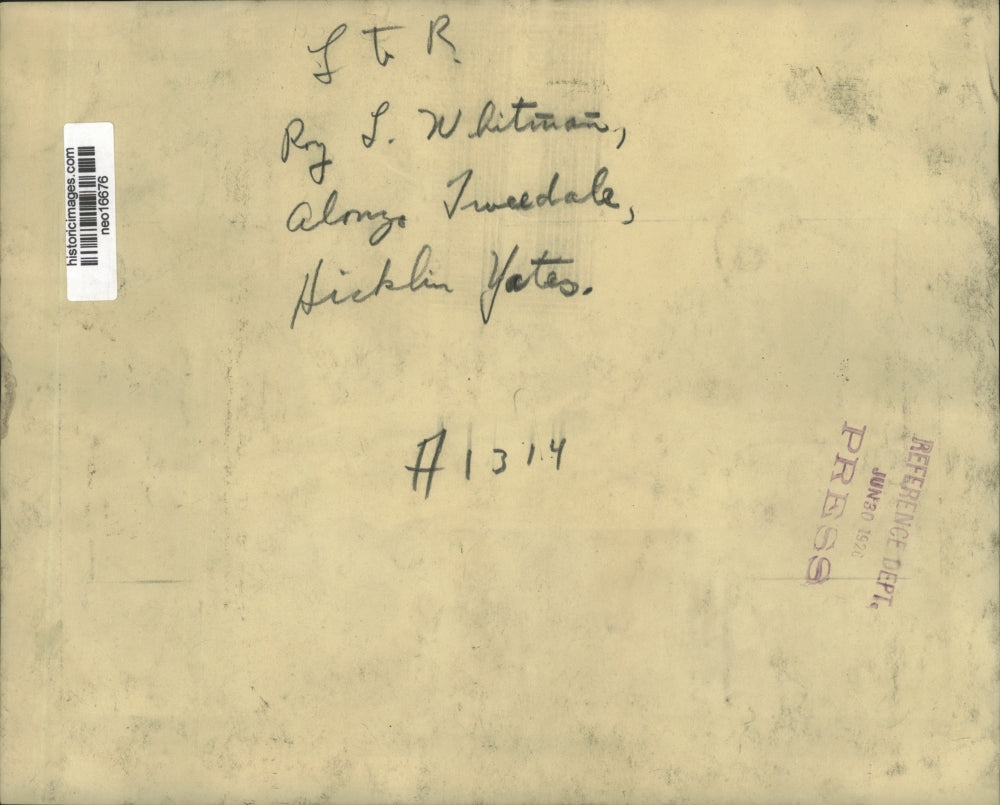 L to R.
Roy L. Whitman,
Alonzo Tweedale,
Hicklin Yates.
#1314
historicimages.com
neo16676
REFERENCE DEPT.
JUN 30 1926
PRESS